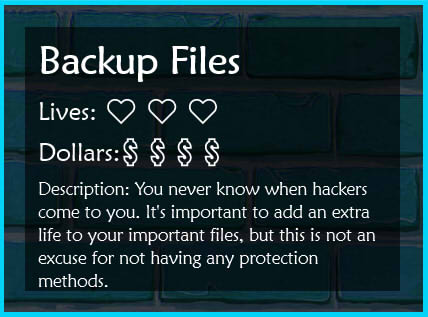 Backup Files
Lives: ♡ ♡ ♡
Dollars: $ $ $ $
Description: You never know when hackers
come to you. It's important to add an extra
life to your important files, but this is not an
excuse for not having any protection
methods.